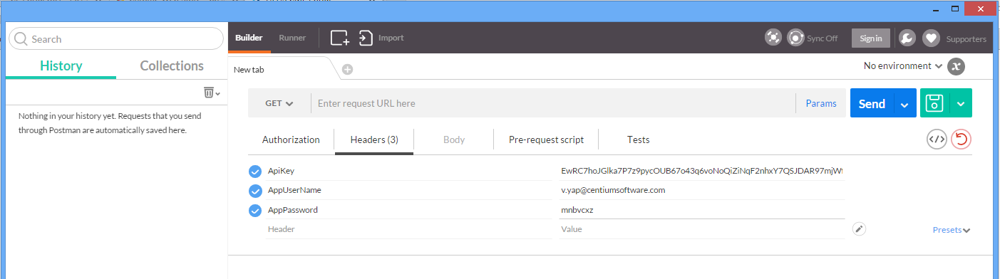 Search
History
Collections
Nothing in your history yet. Requests that you send
through Postman are automatically saved here.
Builder
Runner
Import
Sync Off
Sign in
Supporters
New tab
No environment
GET
Enter request URL here
Params
Send
Authorization
Headers (3)
Body
Pre-request script
Tests
ApiKey
EwRC7hoJGlka7P7z9pycOUB67o43q6voNoQiZiNqF2nhxY7QSJDAR97mjW
AppUserName
v.yap@centiumsoftware.com
AppPassword
mnbvcxz
Header
Value
Presets